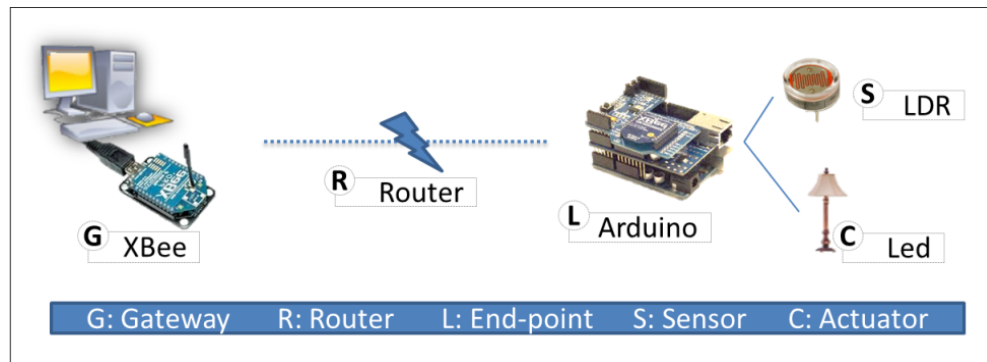 S LDR
R Router
L Arduino
G XBee
C Led
G: Gateway R: Router L: End-point S: Sensor C: Actuator